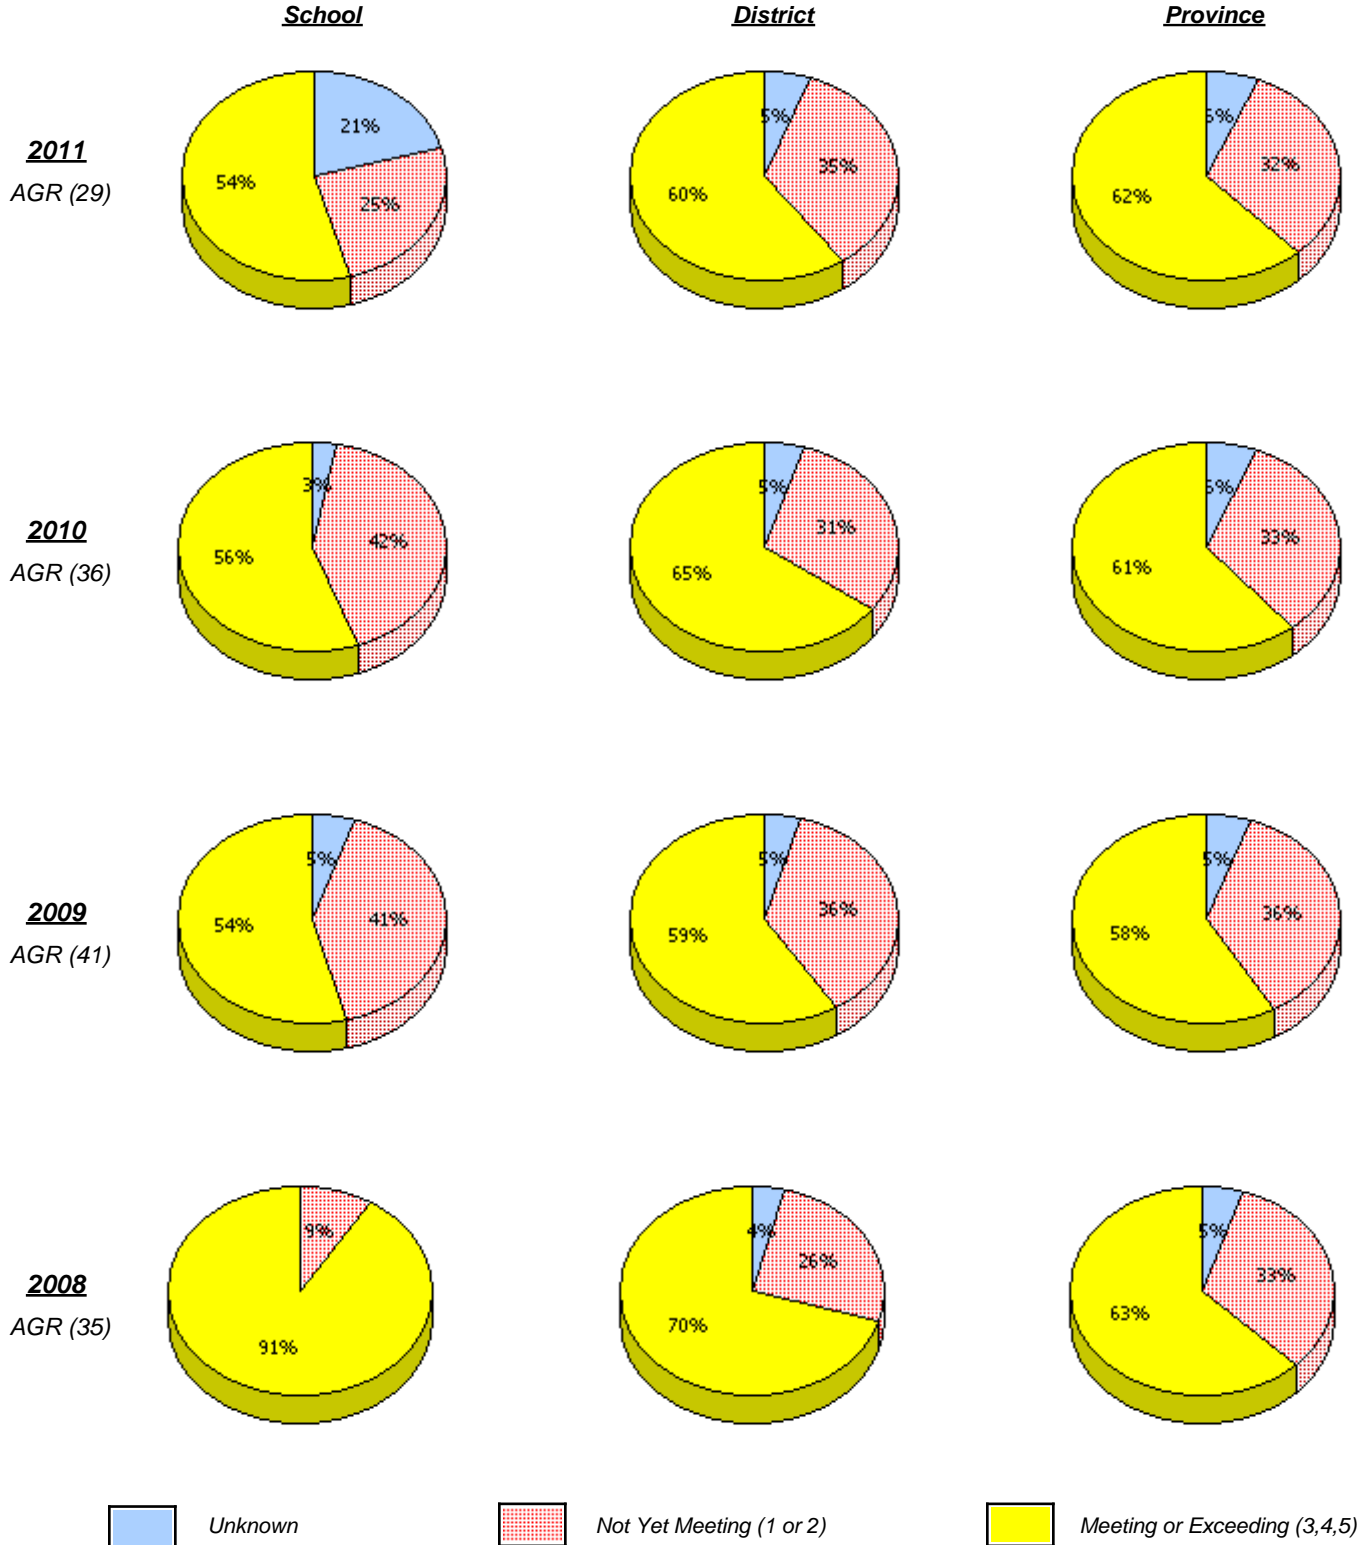 School District Province
2011
AGR (29)
54% 21% 25%
60% 5% 35%
62% 32%
2010
AGR (36)
56% 3% 42%
65% 5% 31%
61% 33%
2009
AGR (41)
54% 5% 41%
59% 5% 36%
58% 5% 36%
2008
AGR (35)
91% 9%
70% 4% 26%
63% 5% 33%
Unknown Not Yet Meeting (1 or 2) Meeting or Exceeding (3,4,5)